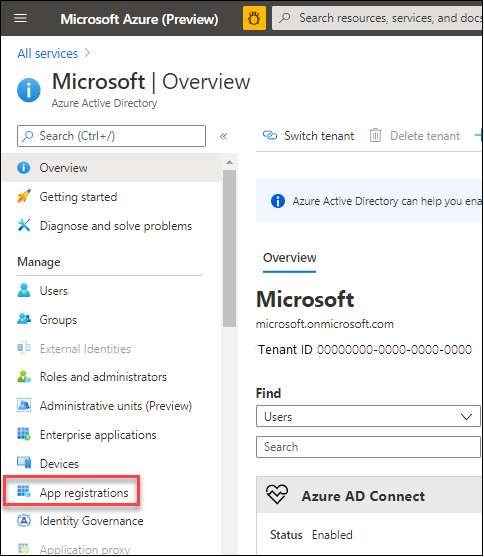 Microsoft Azure (Preview)
Search resources, services, and docs
All services
Microsoft | Overview
Azure Active Directory
Search (Ctrl+/)
«
Switch tenant
Delete tenant
Overview
Getting started
Diagnose and solve problems
Azure Active Directory can help you ena
Manage
Overview
Users
Microsoft
Groups
microsoft.onmicrosoft.com
External Identities
Tenant ID 00000000-0000-0000-0000
Roles and administrators
Find
Administrative units (Preview)
Users
Enterprise applications
Search
Devices
App registrations
Azure AD Connect
Identity Governance
Status Enabled
Application proxy